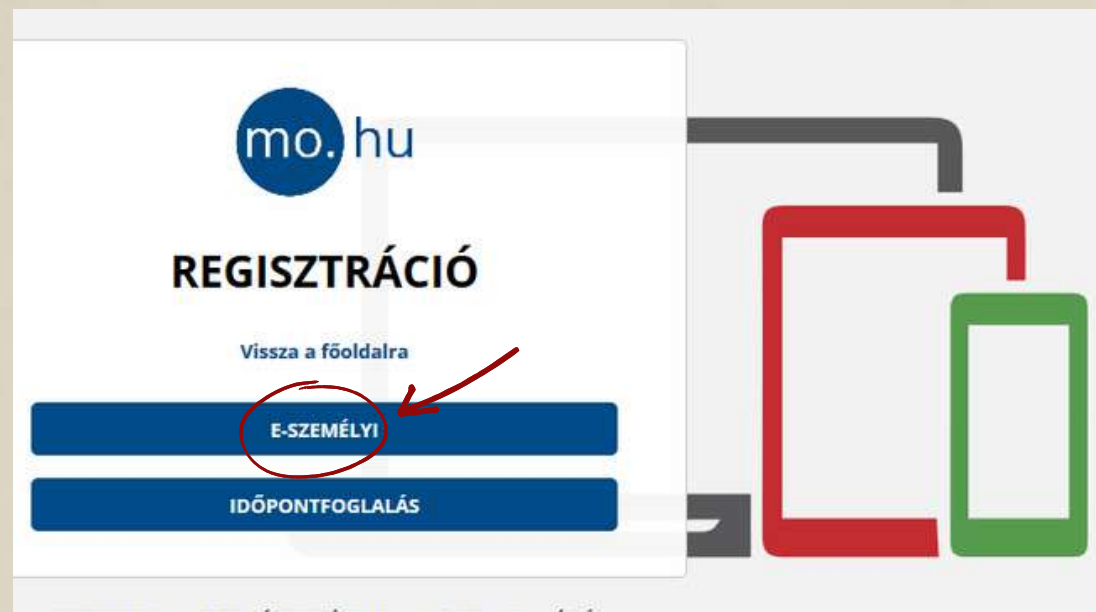 mo.hu
REGISZTRÁCIÓ
Vissza a főoldalra
E-SZEMÉLYI
IDŐPONTFOGLALÁS